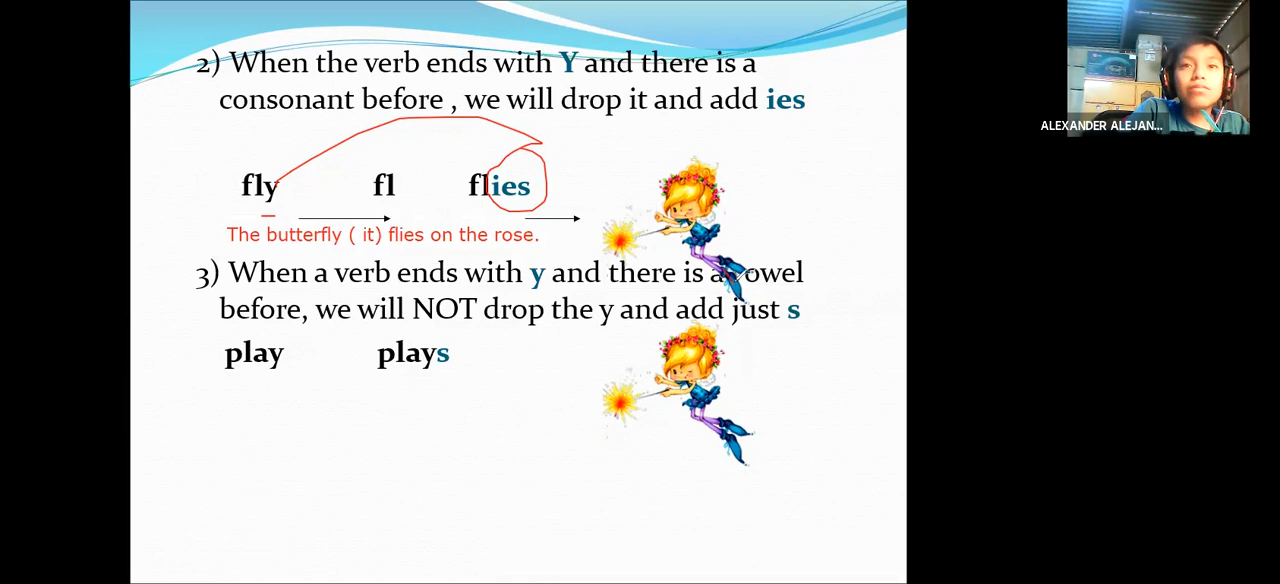 2) When the verb ends with Y and there is a
consonant before , we will drop it and add ies
fly fl flies
The butterfly ( it) flies on the rose.
3) When a verb ends with y and there is a vowel
before, we will NOT drop the y and add just s
play plays
ALEXANDER ALEJAN...